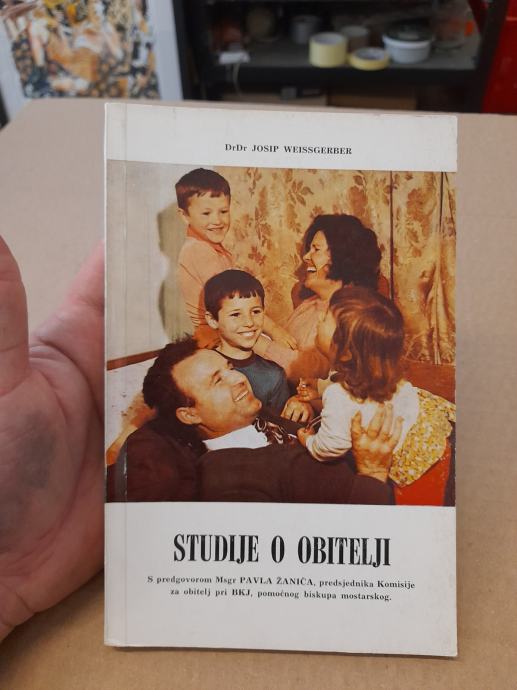 DrDr JOSIP WEISSGERBER
STUDIJE O OBITELJI
S predgovorom Msgr PAVLA ŽANIĆA, predsjednika Komisije
za obitelj pri BKJ, pomoćnog biskupa mostarskog.